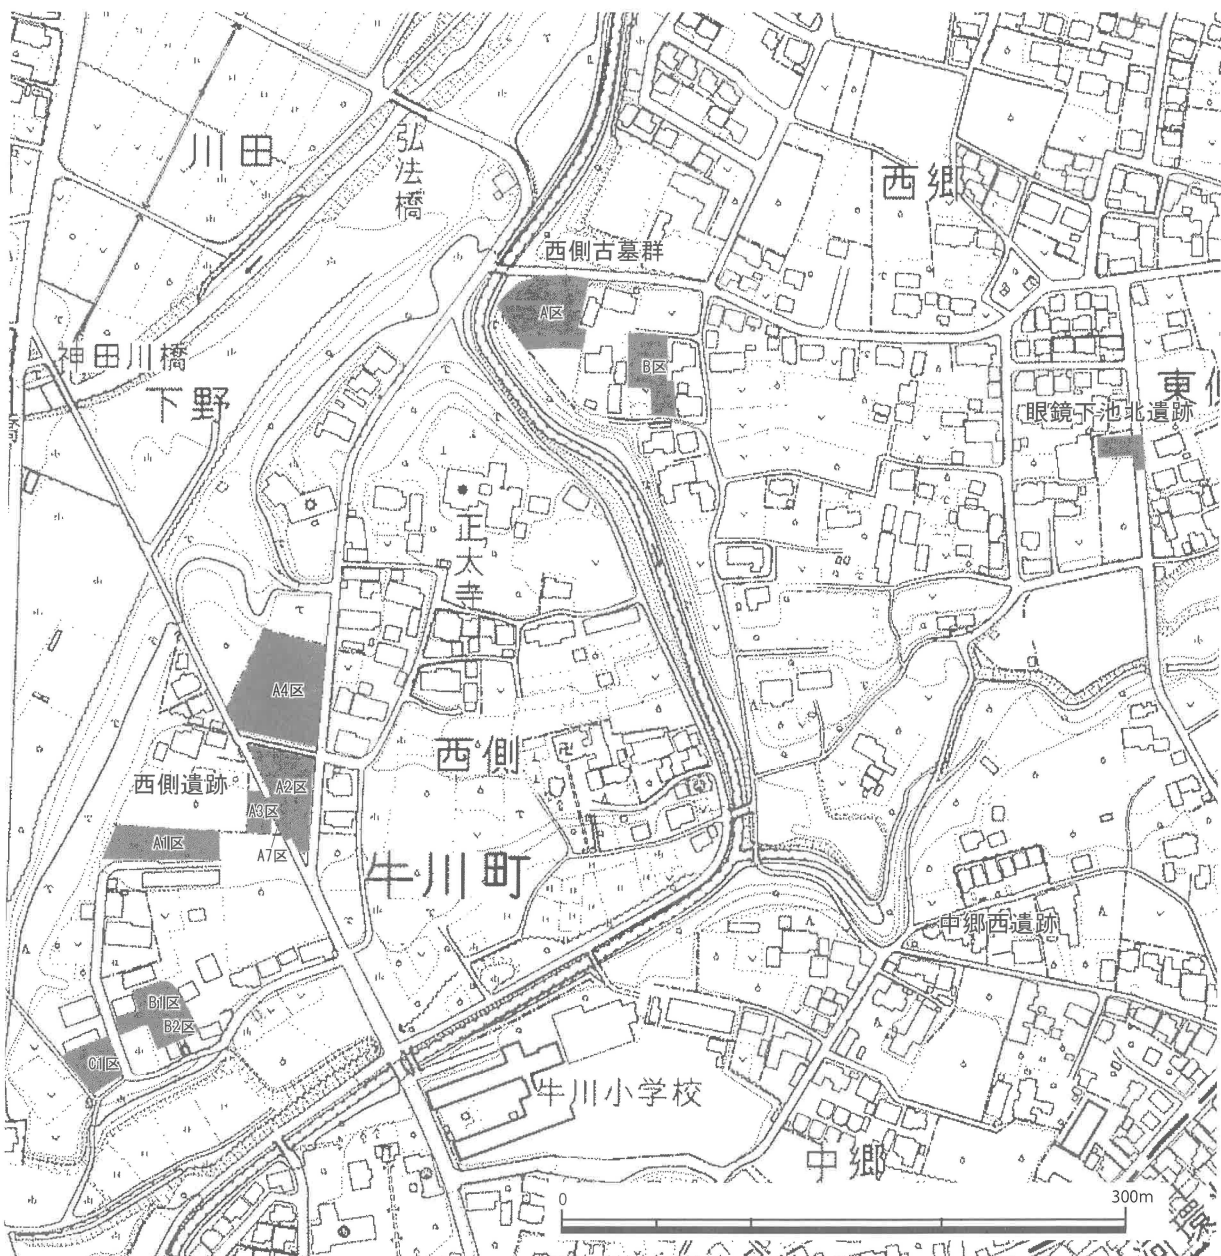 川田
弘法橋
西郷
西側古墓群
A区
B区
神田川橋
下野
橋
東
眼鏡下池北遺跡
正太寺
A4区
西側
西側遺跡
A2区
A3区
A1区
A7区
牛川町
中郷西遺跡
B1区
B2区
C1区
牛川小学校
中郷
0
300m